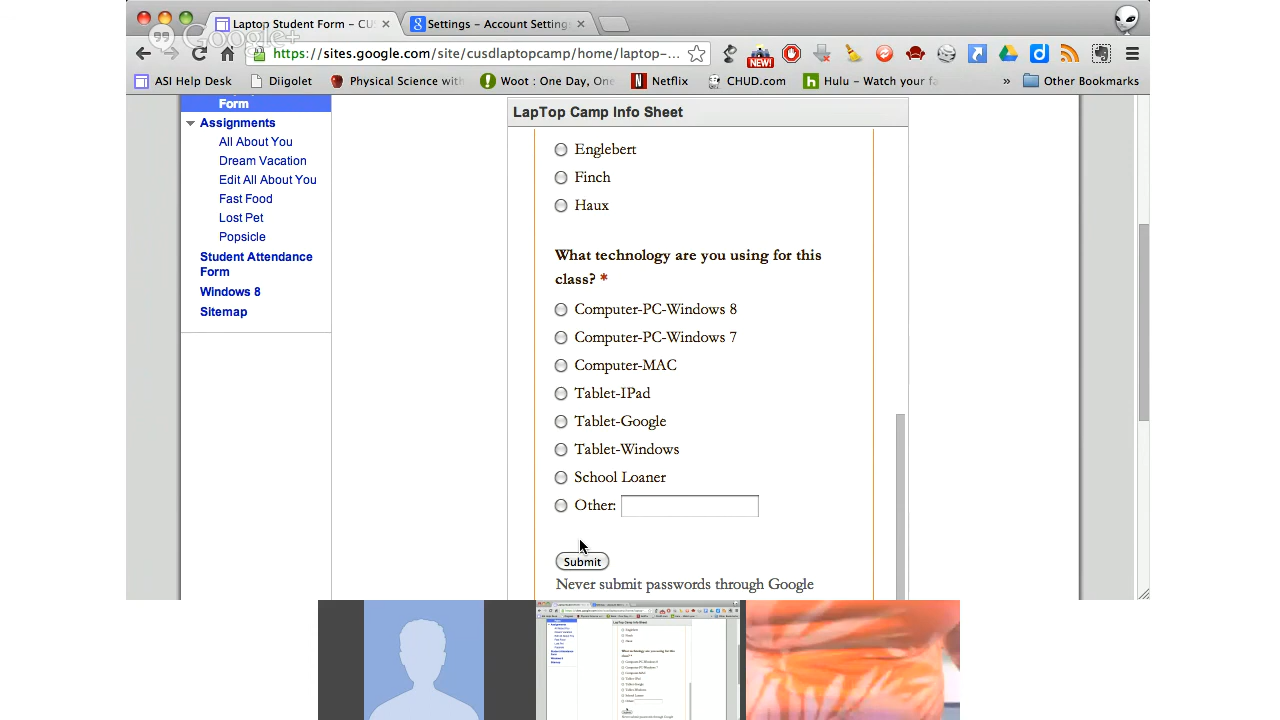 Laptop Student Form – CUS
Settings – Account Settings
Google+
https://sites.google.com/site/cusdlaptopcamp/home/laptop-...
NEW!
ASI Help Desk
Diigolet
Physical Science with
Woot : One Day, One
Netflix
CHUD.com
Hulu – Watch your fa
» Other Bookmarks
Form
Assignments
All About You
Dream Vacation
Edit All About You
Fast Food
Lost Pet
Popsicle
Student Attendance
Form
Windows 8
Sitemap
LapTop Camp Info Sheet
Englebert
Finch
Haux
What technology are you using for this
class? *
Computer-PC-Windows 8
Computer-PC-Windows 7
Computer-MAC
Tablet-IPad
Tablet-Google
Tablet-Windows
School Loaner
Other:
Submit
Never submit passwords through Google